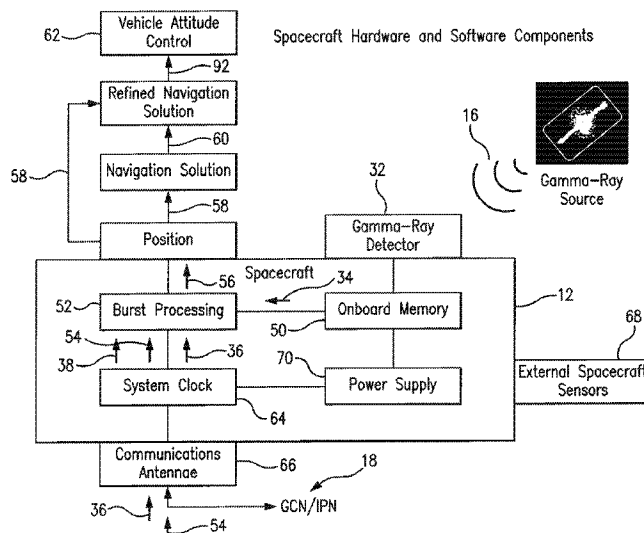 Vehicle Attitude
Control
62
Spacecraft Hardware and Software Components
92
Refined Navigation
Solution
16
60
58
Navigation Solution
32
Gamma-Ray
Source
58
Position
Gamma-Ray
Detector
Spacecraft
56
34
12
52
Burst Processing
Onboard Memory
54
50
68
38
36
70
System Clock
Power Supply
External Spacecraft
Sensors
64
Communications
Antennae
66
18
36
GCN/IPN
54